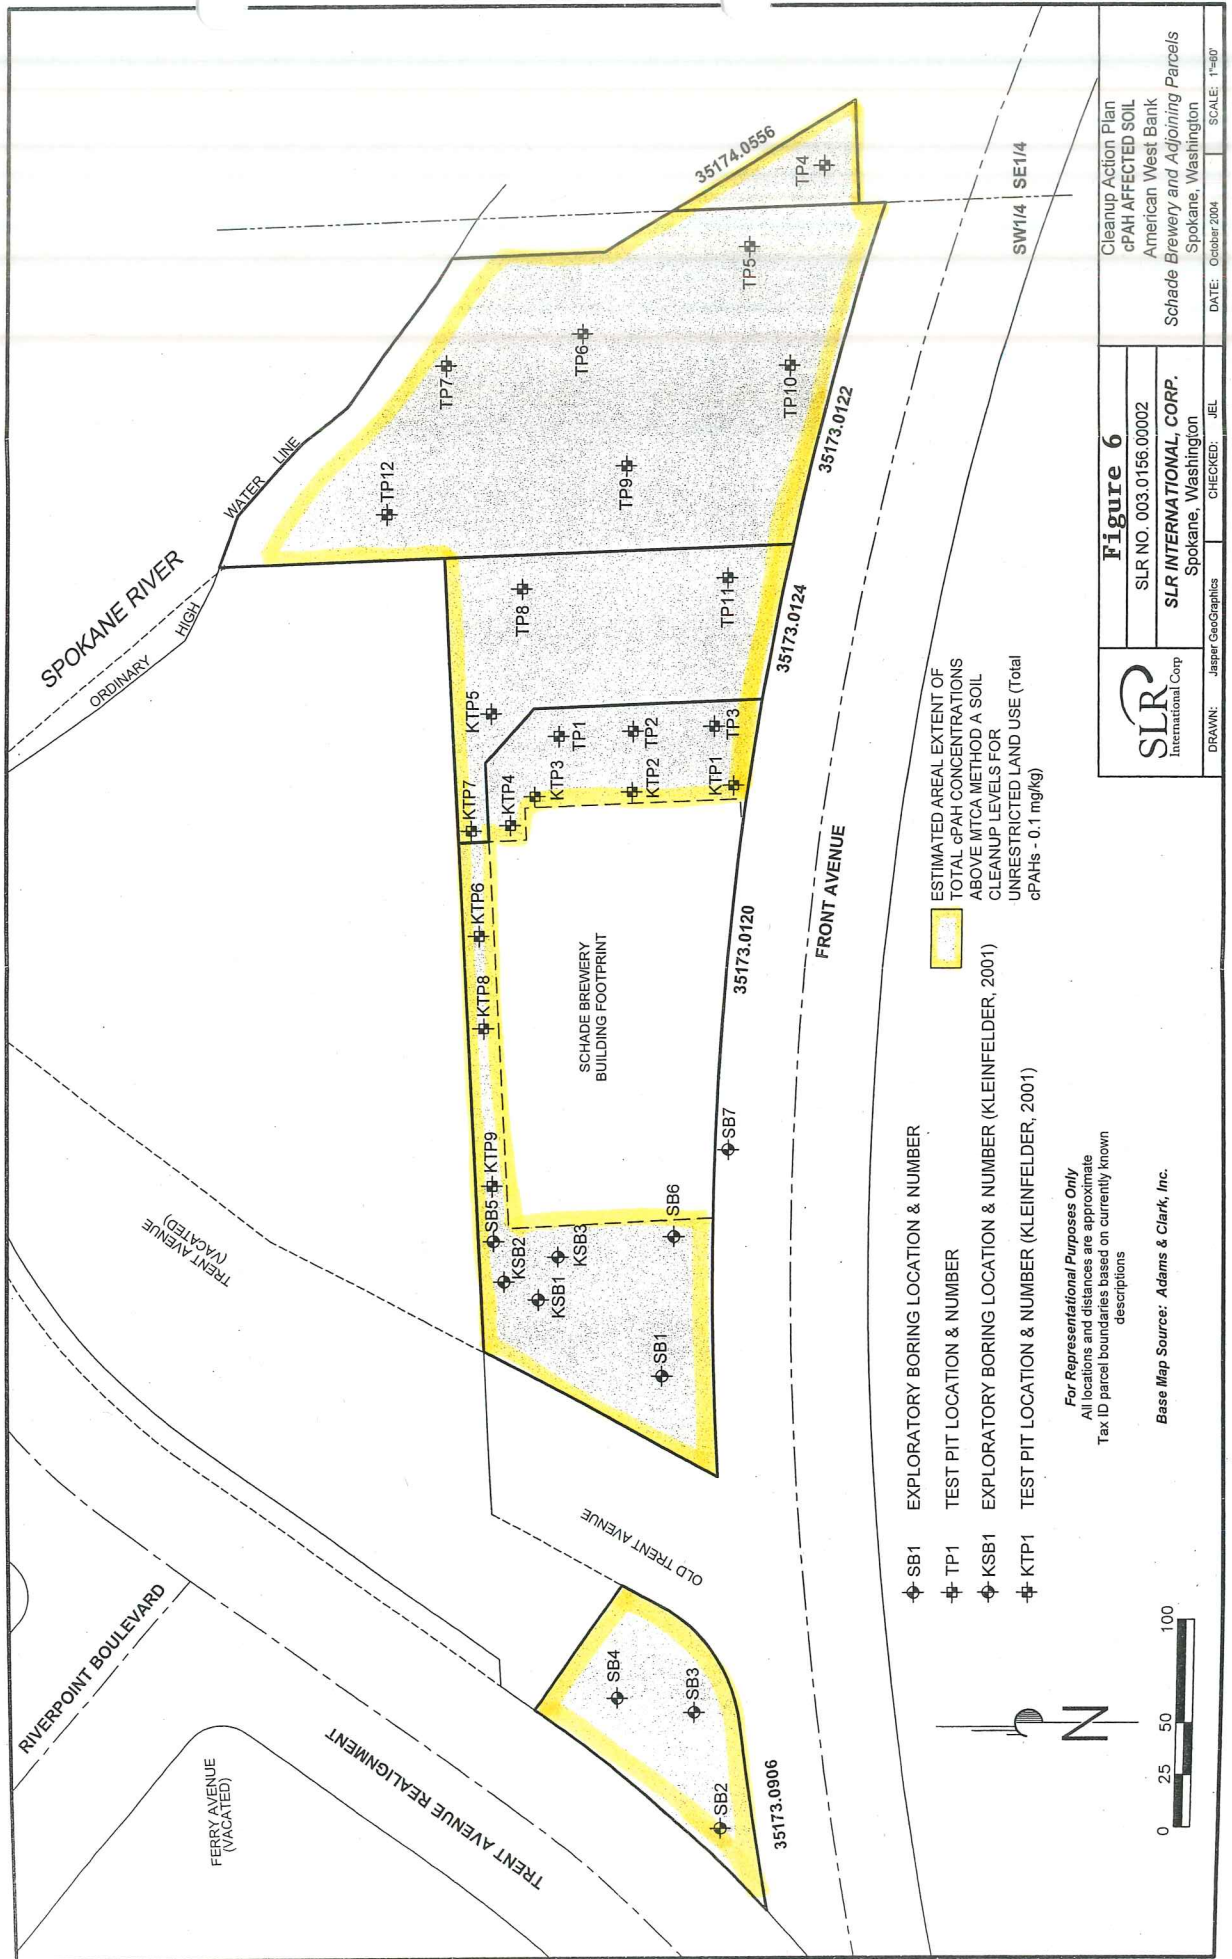 SPOKANE RIVER
ORDINARY
HIGH
WATER
LINE
RIVERPOINT BOULEVARD
FERRY AVENUE
(VACATED)
TRENT AVENUE REALIGNMENT
TRENT AVENUE
(VACATED)
OLD TRENT AVENUE
FRONT AVENUE
SCHADE BREWERY
BUILDING FOOTPRINT
35173.0906
35173.0120
35173.0124
35173.0122
35174.0556
SW1/4
SE1/4
SB2
SB3
SB4
SB1
KSB1
KSB2
KSB3
SB5
SB6
SB7
KTP9
KTP8
KTP6
KTP7
KTP4
KTP5
KTP3
KTP2
KTP1
TP1
TP2
TP3
TP8
TP11
TP12
TP7
TP9
TP6
TP10
TP5
TP4
SB1 EXPLORATORY BORING LOCATION & NUMBER
TP1 TEST PIT LOCATION & NUMBER
KSB1 EXPLORATORY BORING LOCATION & NUMBER (KLEINFELDER, 2001)
KTP1 TEST PIT LOCATION & NUMBER (KLEINFELDER, 2001)
ESTIMATED AREAL EXTENT OF
TOTAL cPAH CONCENTRATIONS
ABOVE MTCA METHOD A SOIL
CLEANUP LEVELS FOR
UNRESTRICTED LAND USE (Total
cPAHs - 0.1 mg/kg)
For Representational Purposes Only
All locations and distances are approximate
Tax ID parcel boundaries based on currently known
descriptions
Base Map Source: Adams & Clark, Inc.
N
0 25 50 100
SLR
International Corp
Figure 6
SLR NO. 003.0156.00002
SLR INTERNATIONAL, CORP.
Spokane, Washington
Cleanup Action Plan
cPAH AFFECTED SOIL
American West Bank
Schade Brewery and Adjoining Parcels
Spokane, Washington
DRAWN: Jasper GeoGraphics
CHECKED: JEL
DATE: October 2004
SCALE: 1"=60'